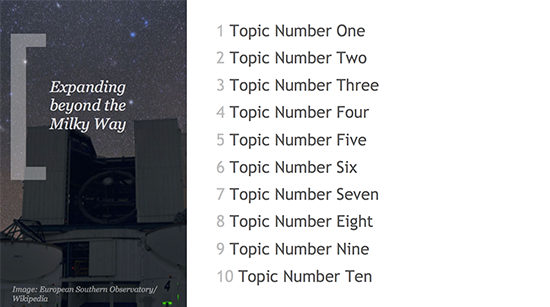 Expanding
beyond the
Milky Way
Image: European Southern Observatory/
Wikipedia
1 Topic Number One
2 Topic Number Two
3 Topic Number Three
4 Topic Number Four
5 Topic Number Five
6 Topic Number Six
7 Topic Number Seven
8 Topic Number Eight
9 Topic Number Nine
10 Topic Number Ten